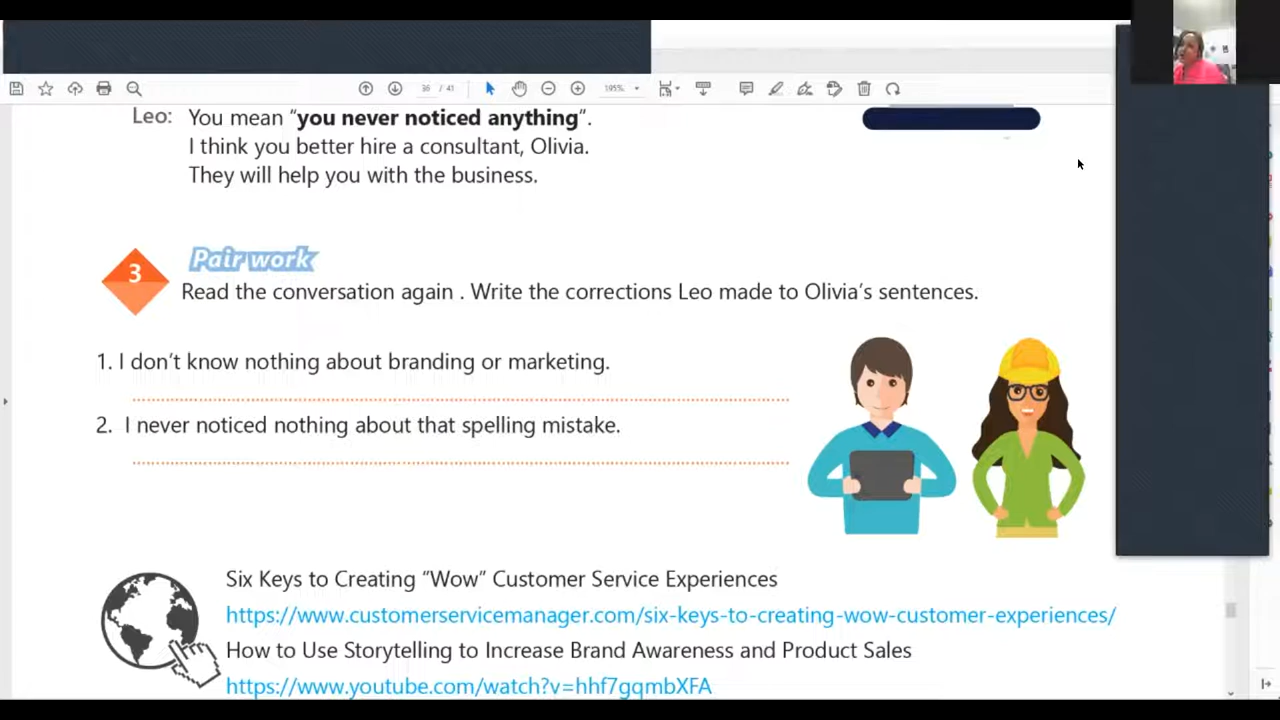 36 / 41
195%
Leo: You mean “you never noticed anything”.
I think you better hire a consultant, Olivia.
They will help you with the business.
3
Pair work
Read the conversation again . Write the corrections Leo made to Olivia’s sentences.
1. I don’t know nothing about branding or marketing.
2. I never noticed nothing about that spelling mistake.
Six Keys to Creating “Wow” Customer Service Experiences
https://www.customerservicemanager.com/six-keys-to-creating-wow-customer-experiences/
How to Use Storytelling to Increase Brand Awareness and Product Sales
https://www.youtube.com/watch?v=hhf7gqmbXFA